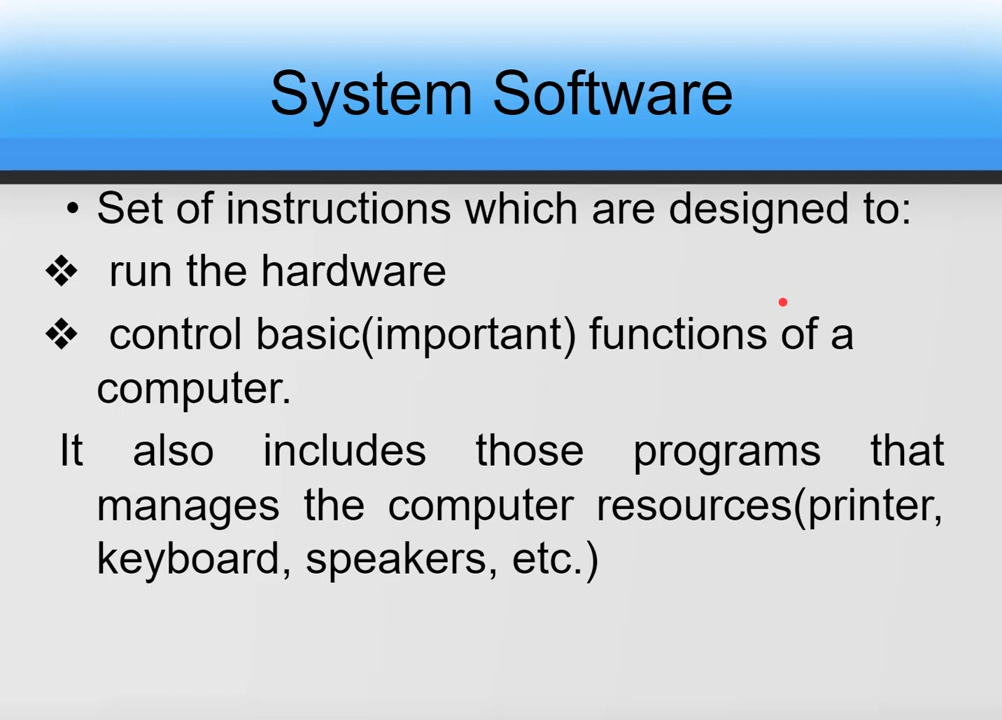 System Software
• Set of instructions which are designed to:
❖ run the hardware
❖ control basic(important) functions of a
computer.
It also includes those programs that
manages the computer resources(printer,
keyboard, speakers, etc.)